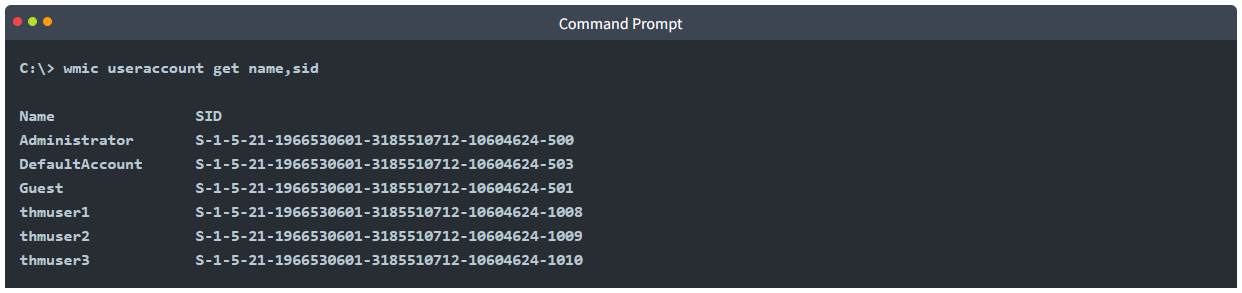 Command Prompt
C:\> wmic useraccount get name,sid
Name SID
Administrator S-1-5-21-1966530601-3185510712-10604624-500
DefaultAccount S-1-5-21-1966530601-3185510712-10604624-503
Guest S-1-5-21-1966530601-3185510712-10604624-501
thmuser1 S-1-5-21-1966530601-3185510712-10604624-1008
thmuser2 S-1-5-21-1966530601-3185510712-10604624-1009
thmuser3 S-1-5-21-1966530601-3185510712-10604624-1010